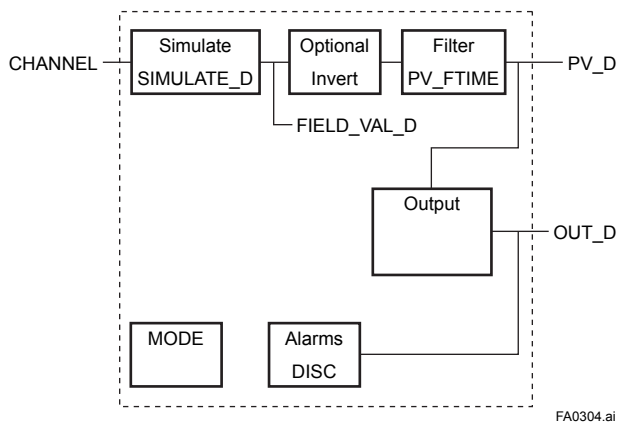 CHANNEL
Simulate
SIMULATE_D
Optional
Invert
Filter
PV_FTIME
PV_D
FIELD_VAL_D
Output
OUT_D
MODE
Alarms
DISC
FA0304.ai